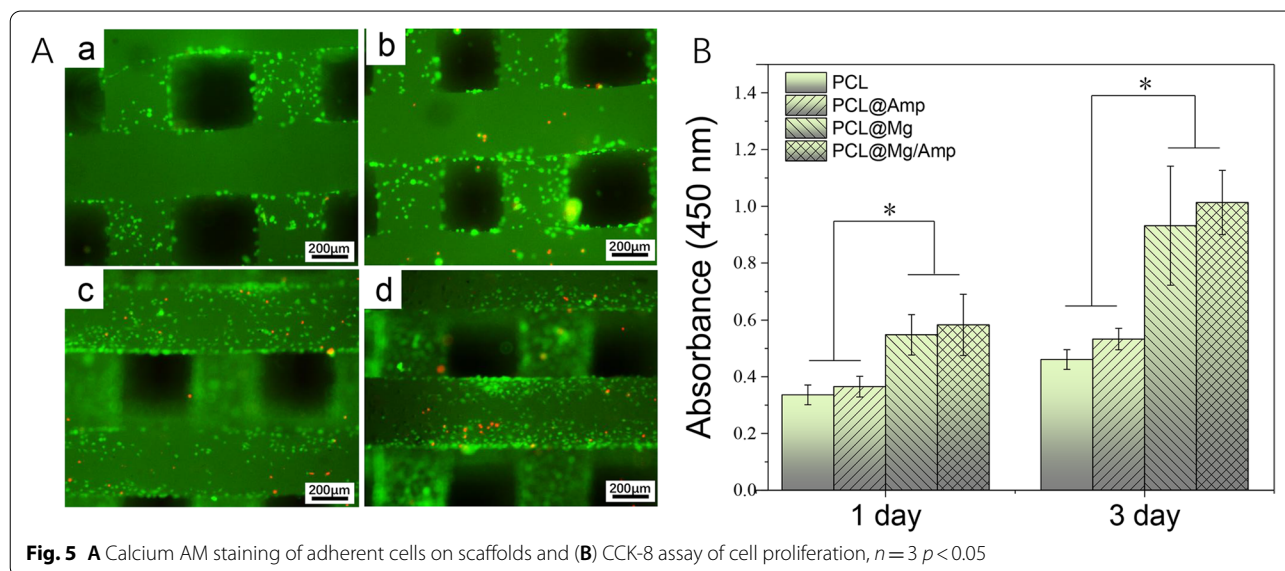 A
a
b
200μm
200μm
c
d
200μm
200μm
B
PCL
PCL@Amp
PCL@Mg
PCL@Mg/Amp
*
*
Absorbance (450 nm)
1.4
1.2
1.0
0.8
0.6
0.4
0.2
0.0
1 day
3 day
Fig. 5 A Calcium AM staining of adherent cells on scaffolds and (B) CCK-8 assay of cell proliferation, n = 3 p < 0.05